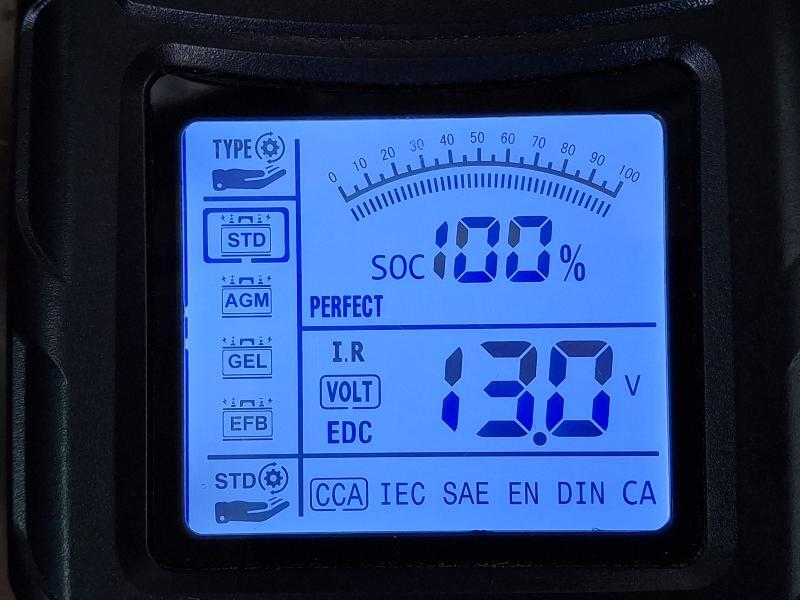 TYPE
STD
AGM
GEL
EFB
STD
0 10 20 30 40 50 60 70 80 90 100
SOC 100 %
PERFECT
I.R
VOLT
EDC
13.0 V
CCA IEC SAE EN DIN CA